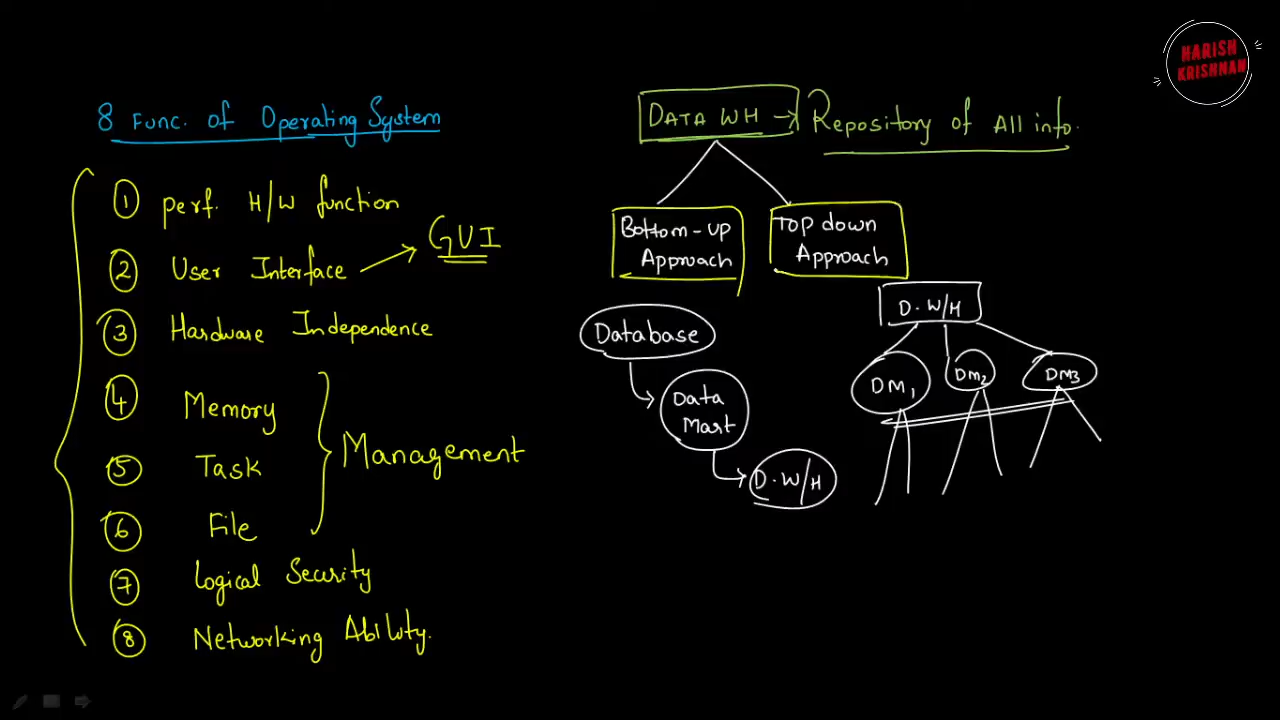 HARISH
KRISHNAN
8 Func. of Operating System
1 perf. H/W function
2 User Interface → GUI
3 Hardware Independence
4 Memory
5 Task
6 File
Management
7 Logical Security
8 Networking Ability.
DATA WH → Repository of All info.
Bottom-up
Approach
Top down
Approach
Database
Data
Mart
D.W/H
D.W/H
DM1 DM2 DM3